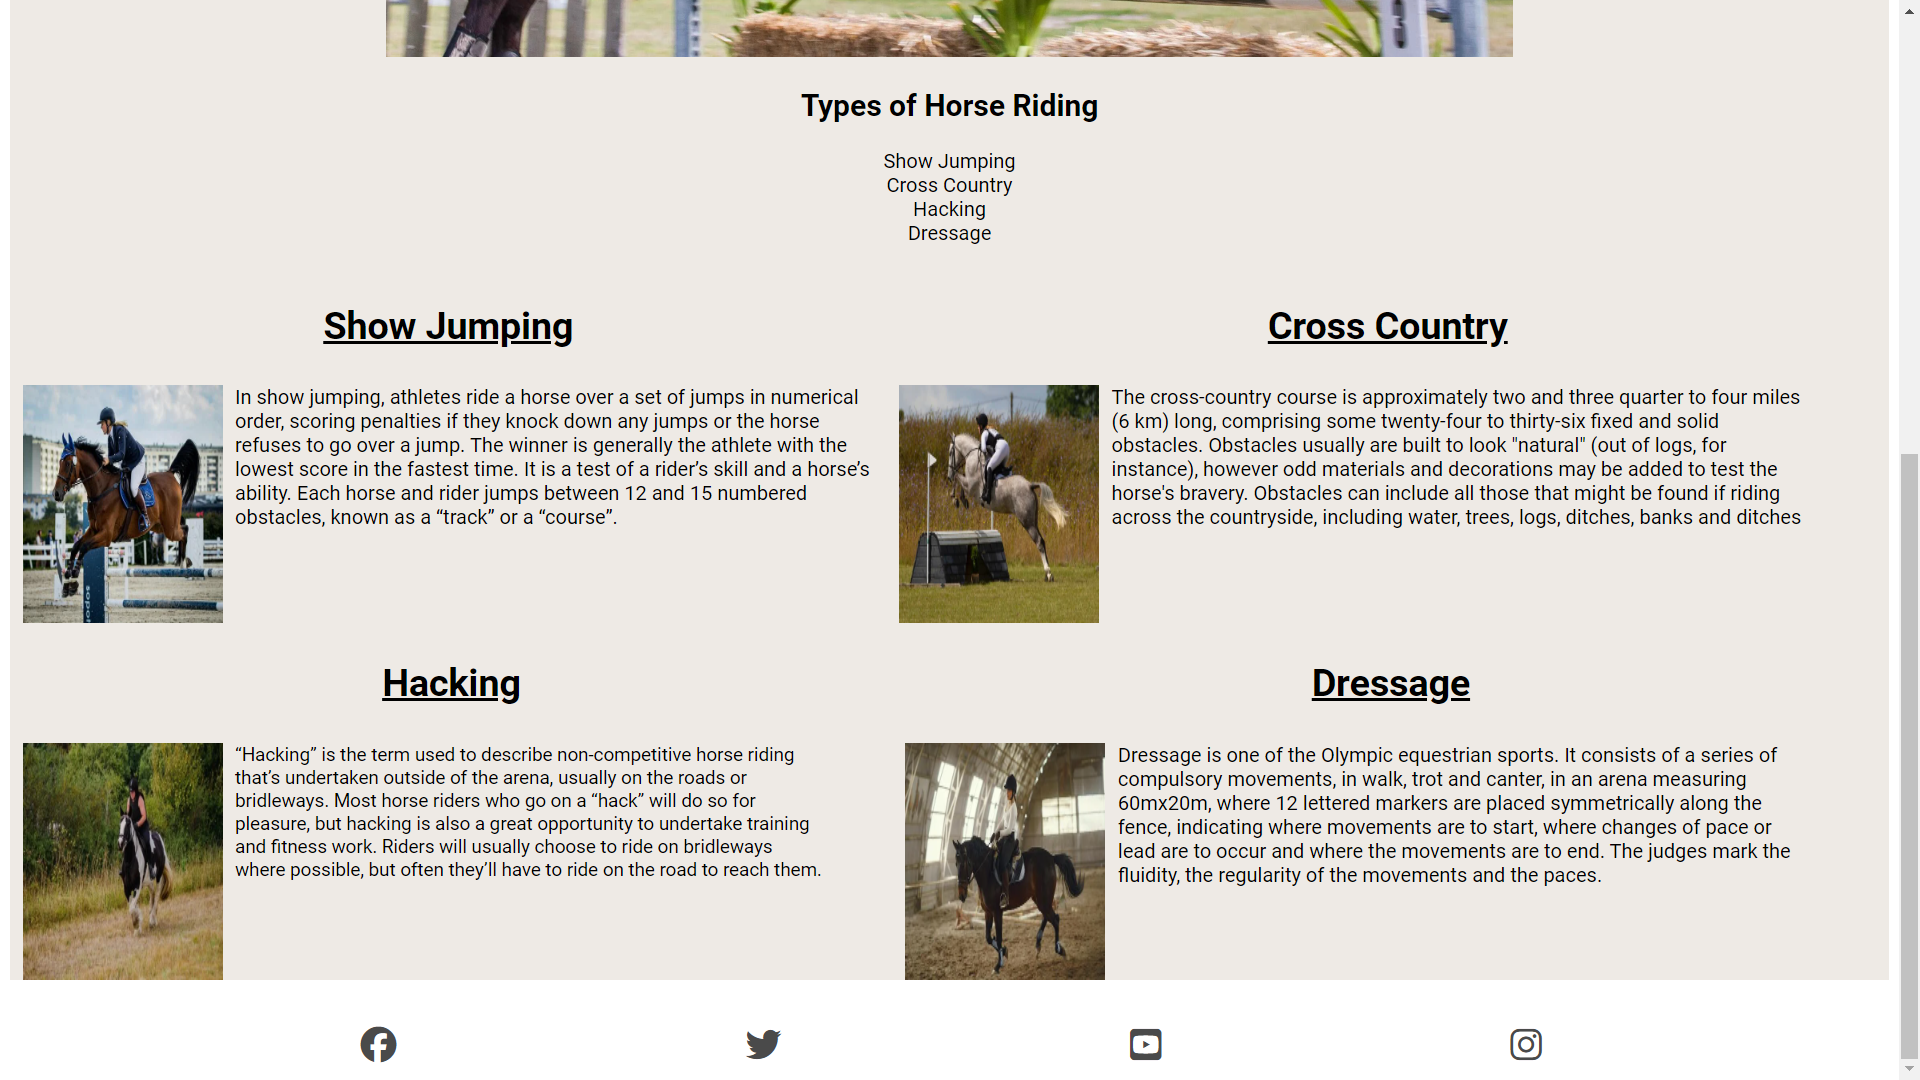 3
Types of Horse Riding
Show Jumping
Cross Country
Hacking
Dressage
Show Jumping
In show jumping, athletes ride a horse over a set of jumps in numerical
order, scoring penalties if they knock down any jumps or the horse
refuses to go over a jump. The winner is generally the athlete with the
lowest score in the fastest time. It is a test of a rider’s skill and a horse’s
ability. Each horse and rider jumps between 12 and 15 numbered
obstacles, known as a “track” or a “course”.
Cross Country
The cross-country course is approximately two and three quarter to four miles
(6 km) long, comprising some twenty-four to thirty-six fixed and solid
obstacles. Obstacles usually are built to look "natural" (out of logs, for
instance), however odd materials and decorations may be added to test the
horse's bravery. Obstacles can include all those that might be found if riding
across the countryside, including water, trees, logs, ditches, banks and ditches
Hacking
“Hacking” is the term used to describe non-competitive horse riding
that’s undertaken outside of the arena, usually on the roads or
bridleways. Most horse riders who go on a “hack” will do so for
pleasure, but hacking is also a great opportunity to undertake training
and fitness work. Riders will usually choose to ride on bridleways
where possible, but often they’ll have to ride on the road to reach them.
Dressage
Dressage is one of the Olympic equestrian sports. It consists of a series of
compulsory movements, in walk, trot and canter, in an arena measuring
60mx20m, where 12 lettered markers are placed symmetrically along the
fence, indicating where movements are to start, where changes of pace or
lead are to occur and where the movements are to end. The judges mark the
fluidity, the regularity of the movements and the paces.